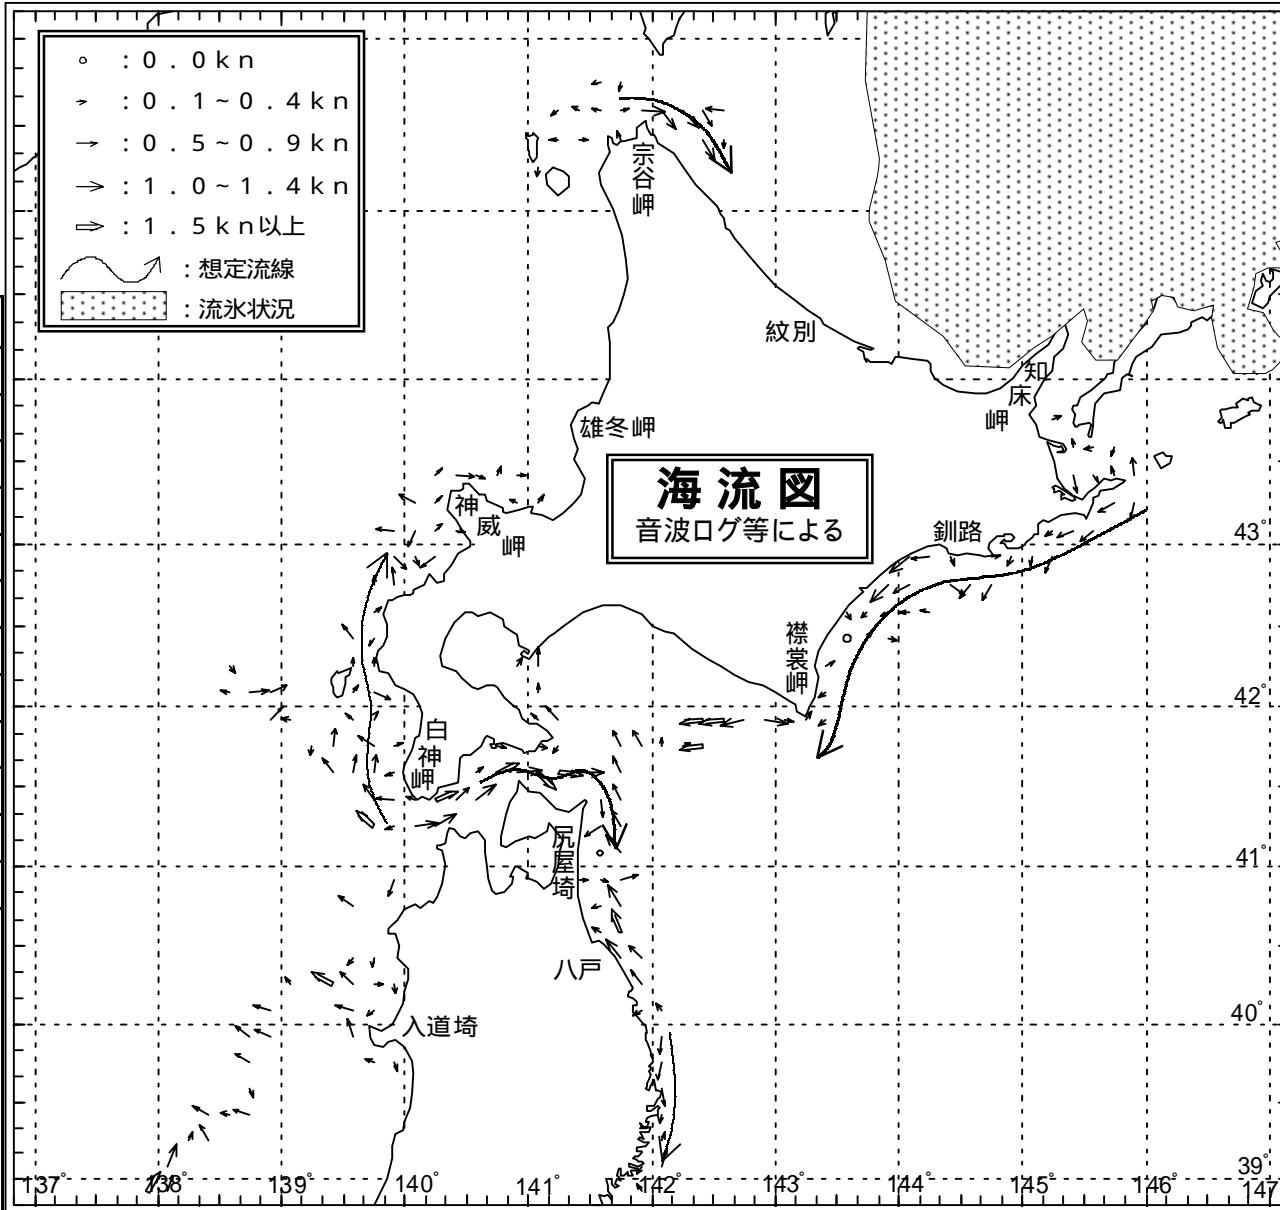 ：０．０ｋｎ
：０．１～０．４ｋｎ
：０．５～０．９ｋｎ
：１．０～１．４ｋｎ
：１．５ｋｎ以上
：想定流線
：流氷状況
宗谷岬
紋別
知床岬
雄冬岬
海流図
音波ログ等による
神威岬
釧路
43°
襟裳岬
42°
白神岬
尻屋埼
41°
八戸
入道埼
40°
39°
137° 138° 139° 140° 141° 142° 143° 144° 145° 146° 147